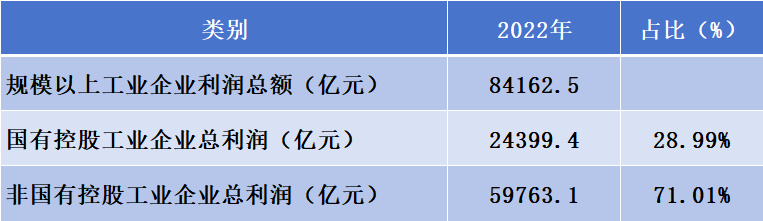 类别 2022年 占比（%）
规模以上工业企业利润总额（亿元） 84162.5
国有控股工业企业总利润（亿元） 24399.4 28.99%
非国有控股工业企业总利润（亿元） 59763.1 71.01%